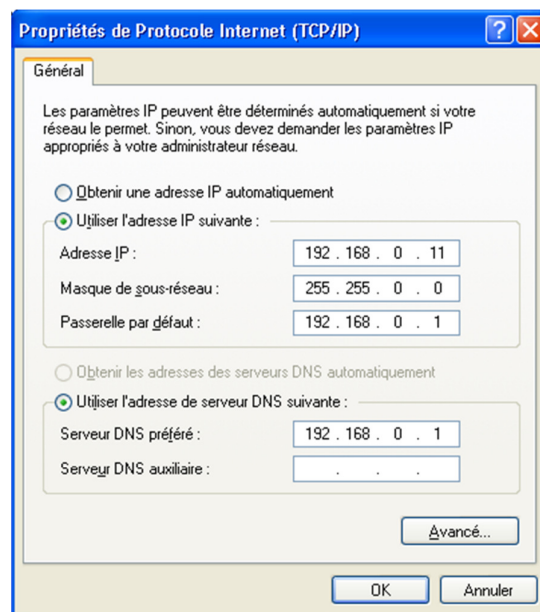 Propriétés de Protocole Internet (TCP/IP)
Général
Les paramètres IP peuvent être déterminés automatiquement si votre
réseau le permet. Sinon, vous devez demander les paramètres IP
appropriés à votre administrateur réseau.
Obtenir une adresse IP automatiquement
Utiliser l'adresse IP suivante :
Adresse IP : 192 . 168 . 0 . 11
Masque de sous-réseau : 255 . 255 . 0 . 0
Passerelle par défaut : 192 . 168 . 0 . 1
Obtenir les adresses des serveurs DNS automatiquement
Utiliser l'adresse de serveur DNS suivante :
Serveur DNS préféré : 192 . 168 . 0 . 1
Serveur DNS auxiliaire : . . .
Avancé...
OK Annuler